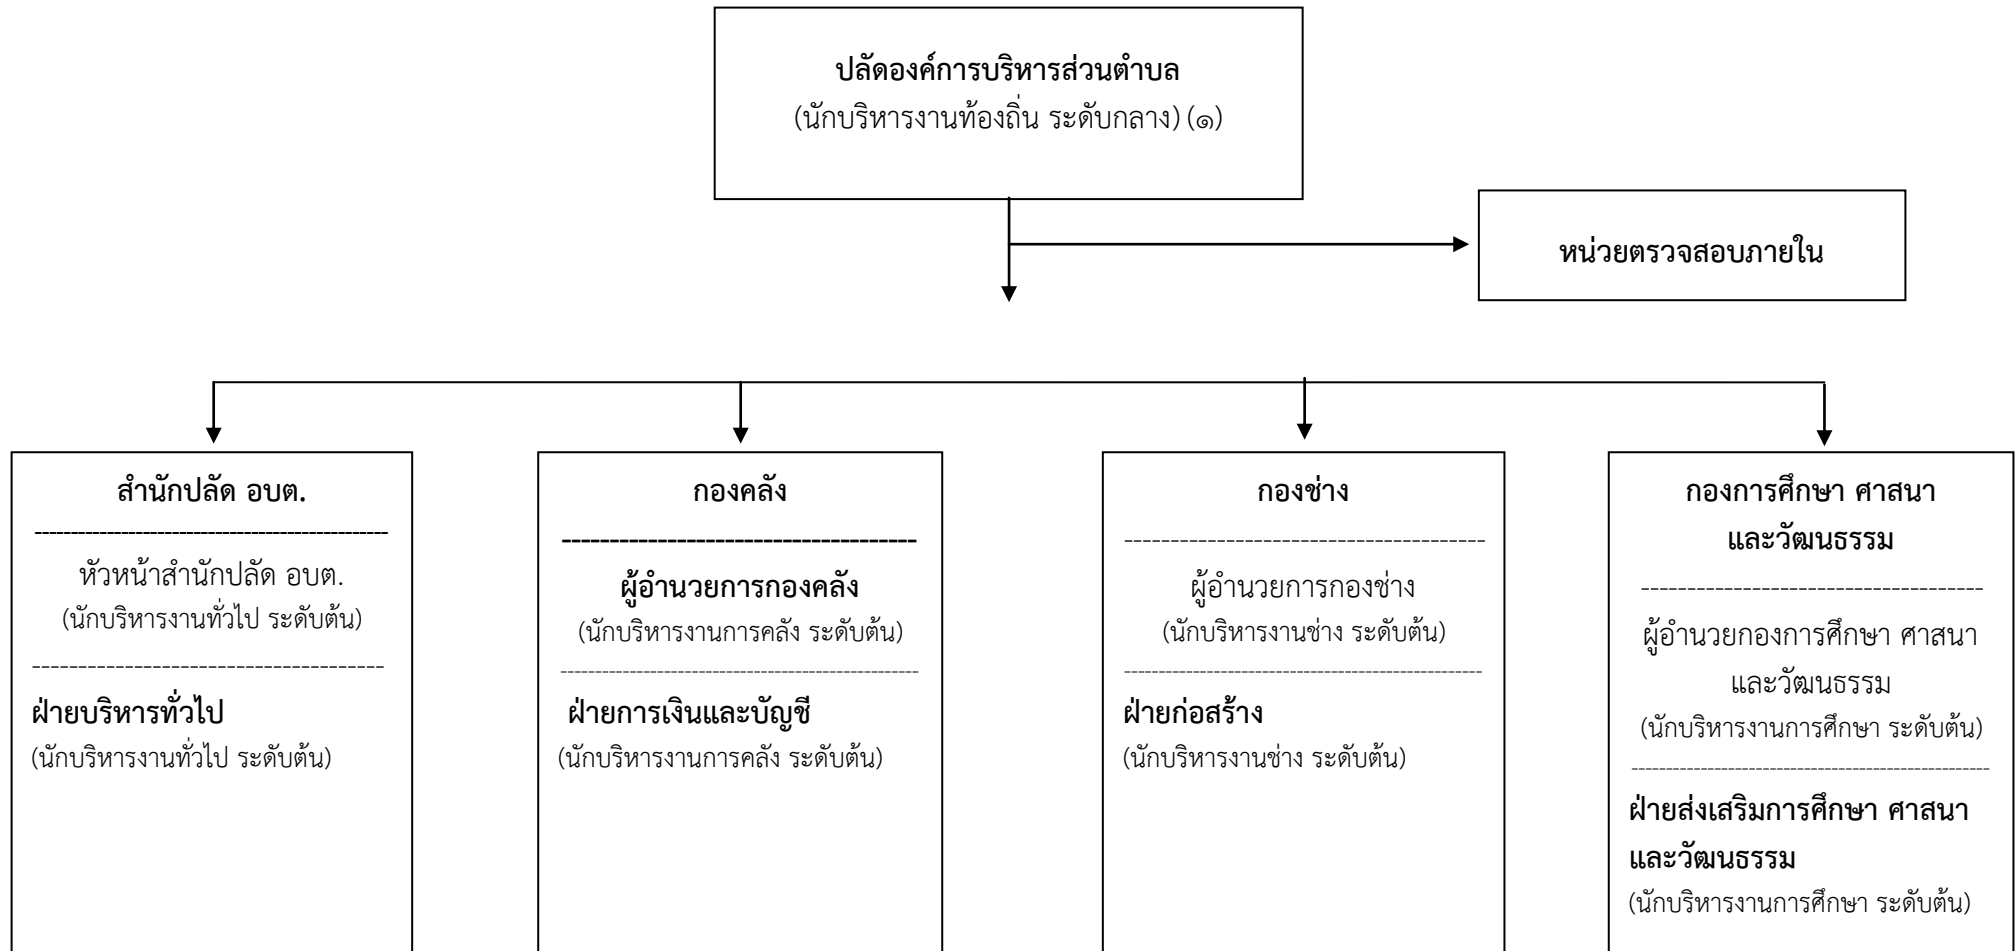 ปลัดองค์การบริหารส่วนตำบล
(นักบริหารงานท้องถิ่น ระดับกลาง) (๑)
หน่วยตรวจสอบภายใน
สำนักปลัด อบต.
หัวหน้าสำนักปลัด อบต.
(นักบริหารงานทั่วไป ระดับต้น)
ฝ่ายบริหารทั่วไป
(นักบริหารงานทั่วไป ระดับต้น)
กองคลัง
ผู้อำนวยการกองคลัง
(นักบริหารงานการคลัง ระดับต้น)
ฝ่ายการเงินและบัญชี
(นักบริหารงานการคลัง ระดับต้น)
กองช่าง
ผู้อำนวยการกองช่าง
(นักบริหารงานช่าง ระดับต้น)
ฝ่ายก่อสร้าง
(นักบริหารงานช่าง ระดับต้น)
กองการศึกษา ศาสนา
และวัฒนธรรม
ผู้อำนวยกองการศึกษา ศาสนา
และวัฒนธรรม
(นักบริหารงานการศึกษา ระดับต้น)
ฝ่ายส่งเสริมการศึกษา ศาสนา
และวัฒนธรรม
(นักบริหารงานการศึกษา ระดับต้น)